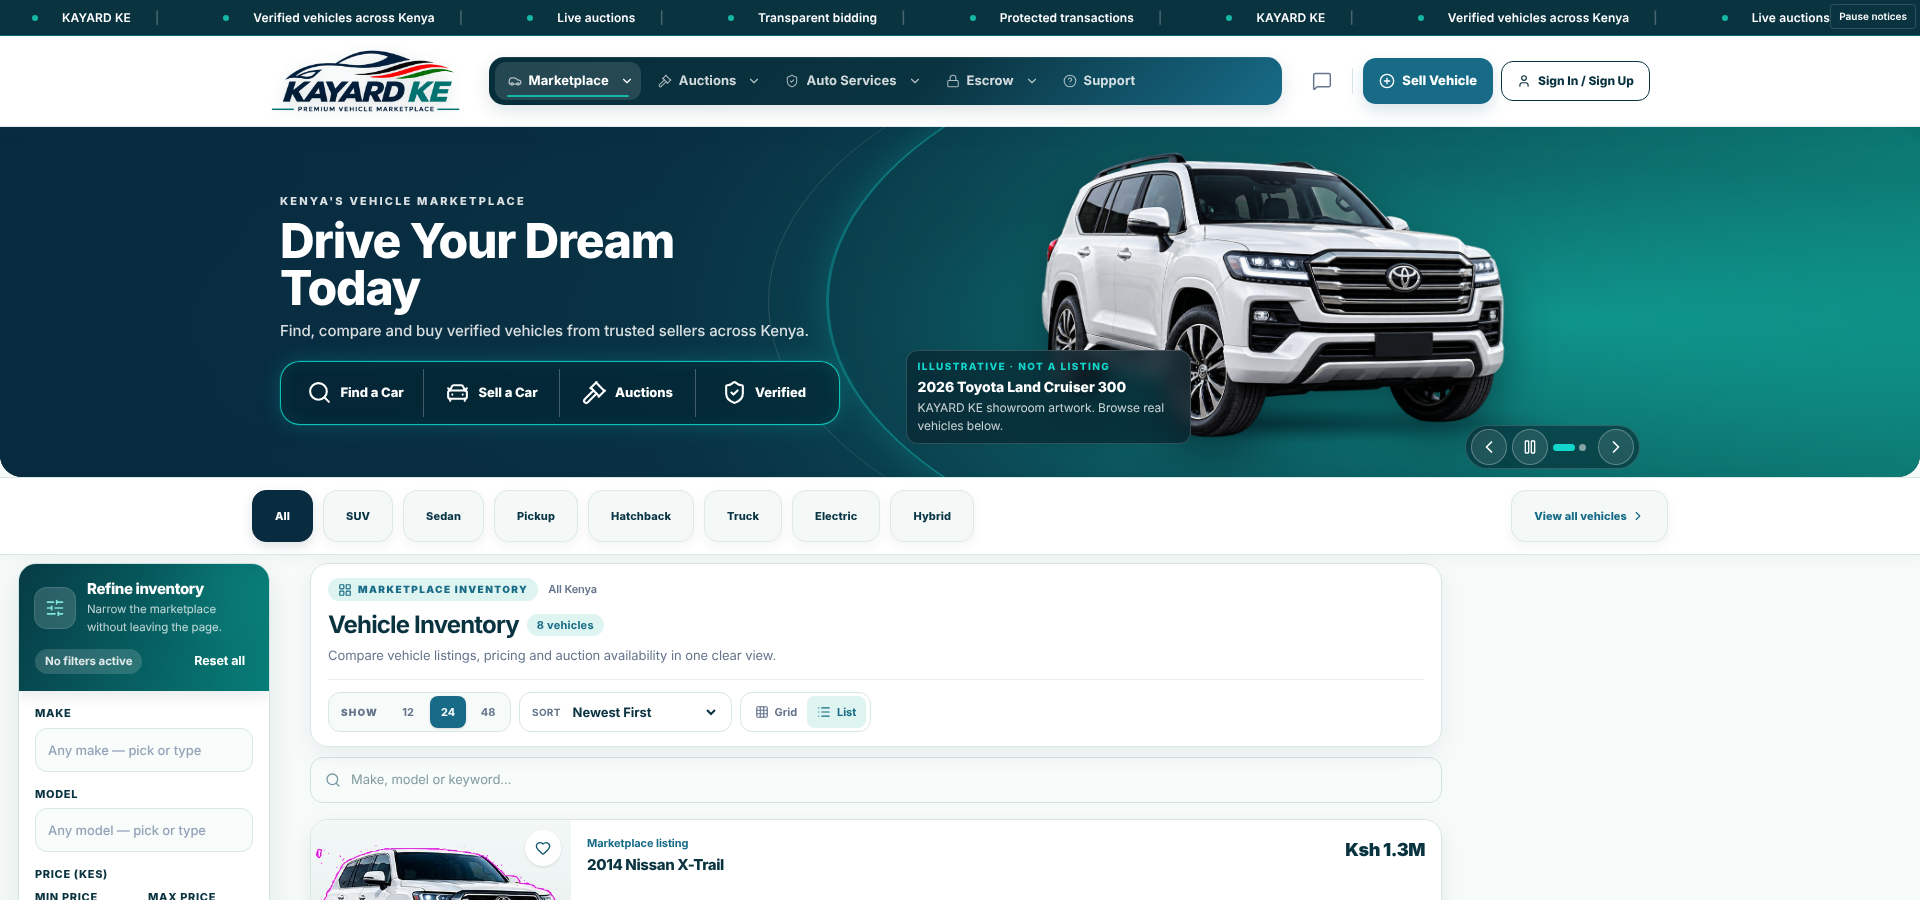 KAYARD KE
Verified vehicles across Kenya
Live auctions
Transparent bidding
Protected transactions
KAYARD KE
Verified vehicles across Kenya
Live auctions
Pause notices
KAYARD KE
PREMIUM VEHICLE MARKETPLACE
Marketplace
Auctions
Auto Services
Escrow
Support
Sell Vehicle
Sign In / Sign Up
KENYA'S VEHICLE MARKETPLACE
Drive Your Dream
Today
Find, compare and buy verified vehicles from trusted sellers across Kenya.
Find a Car
Sell a Car
Auctions
Verified
ILLUSTRATIVE · NOT A LISTING
2026 Toyota Land Cruiser 300
KAYARD KE showroom artwork. Browse real
vehicles below.
All
SUV
Sedan
Pickup
Hatchback
Truck
Electric
Hybrid
View all vehicles
Refine inventory
Narrow the marketplace
without leaving the page.
No filters active
Reset all
MAKE
Any make — pick or type
MODEL
Any model — pick or type
PRICE (KES)
MIN PRICE
MAX PRICE
MARKETPLACE INVENTORY
All Kenya
Vehicle Inventory
8 vehicles
Compare vehicle listings, pricing and auction availability in one clear view.
SHOW
12
24
48
SORT
Newest First
Grid
List
Make, model or keyword...
Marketplace listing
2014 Nissan X-Trail
Ksh 1.3M